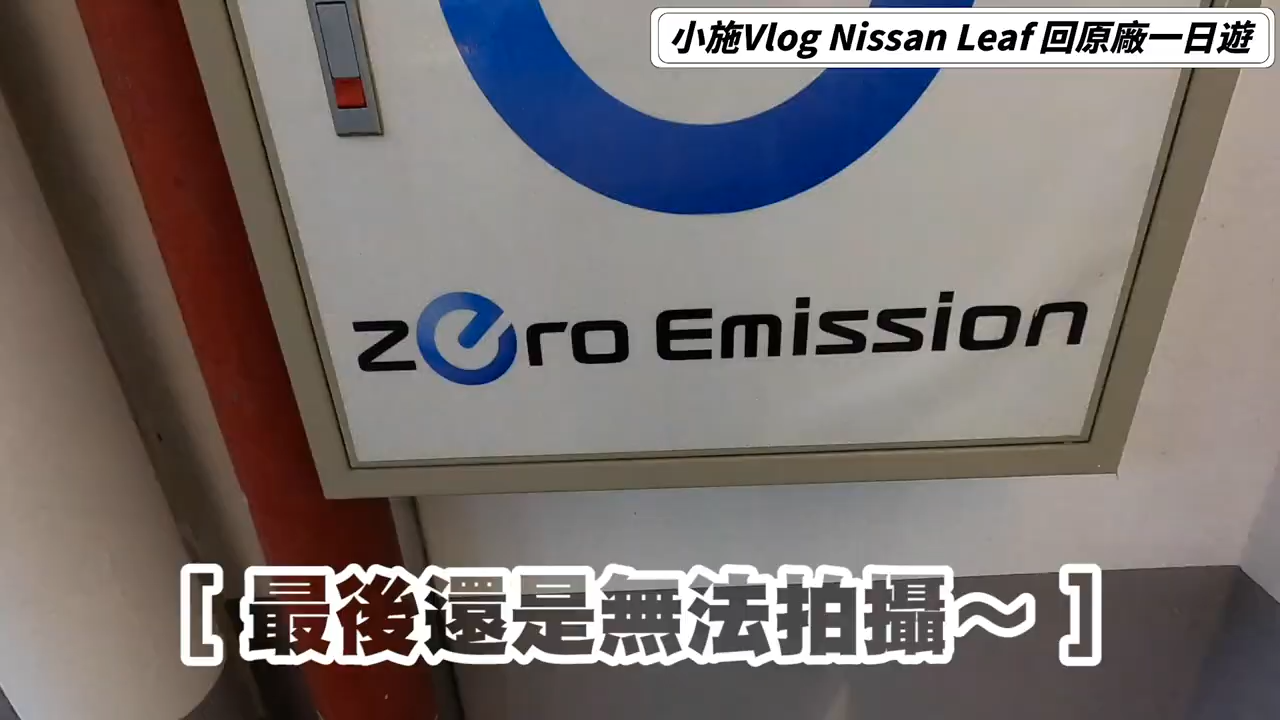 小施Vlog Nissan Leaf 回原廠一日遊
zero Emission
[ 最後還是無法拍攝～ ]